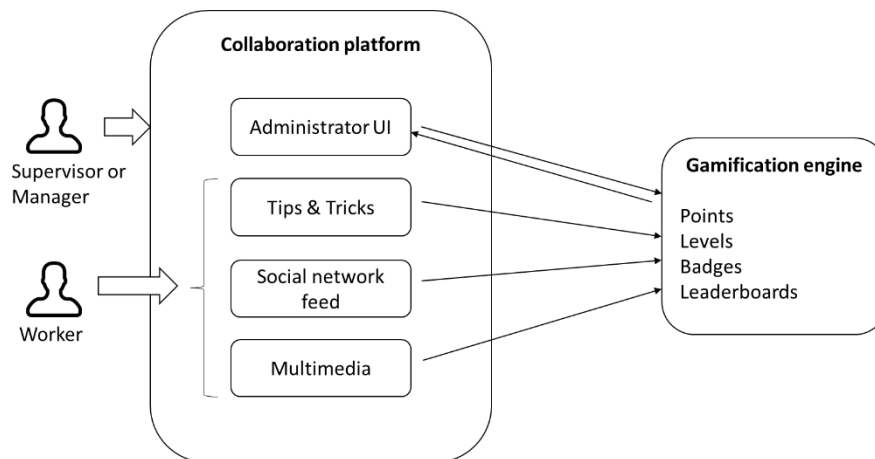 Collaboration platform
Supervisor or
Manager
Worker
Administrator UI
Tips & Tricks
Social network
feed
Multimedia
Gamification engine
Points
Levels
Badges
Leaderboards